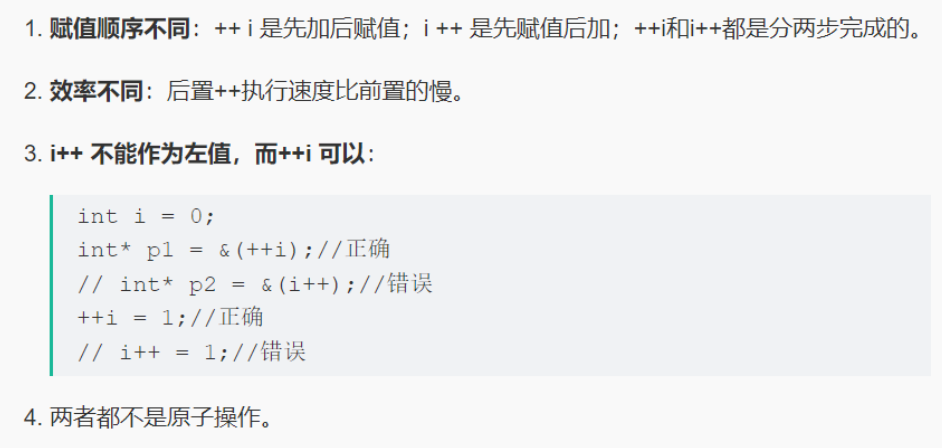 1. 赋值顺序不同：++ i 是先加后赋值；i ++ 是先赋值后加；++i和i++都是分两步完成的。
2. 效率不同：后置++执行速度比前置的慢。
3. i++ 不能作为左值，而++i 可以：
int i = 0;
int* p1 = &(++i);//正确
// int* p2 = &(i++);//错误
++i = 1;//正确
// i++ = 1;//错误
4. 两者都不是原子操作。